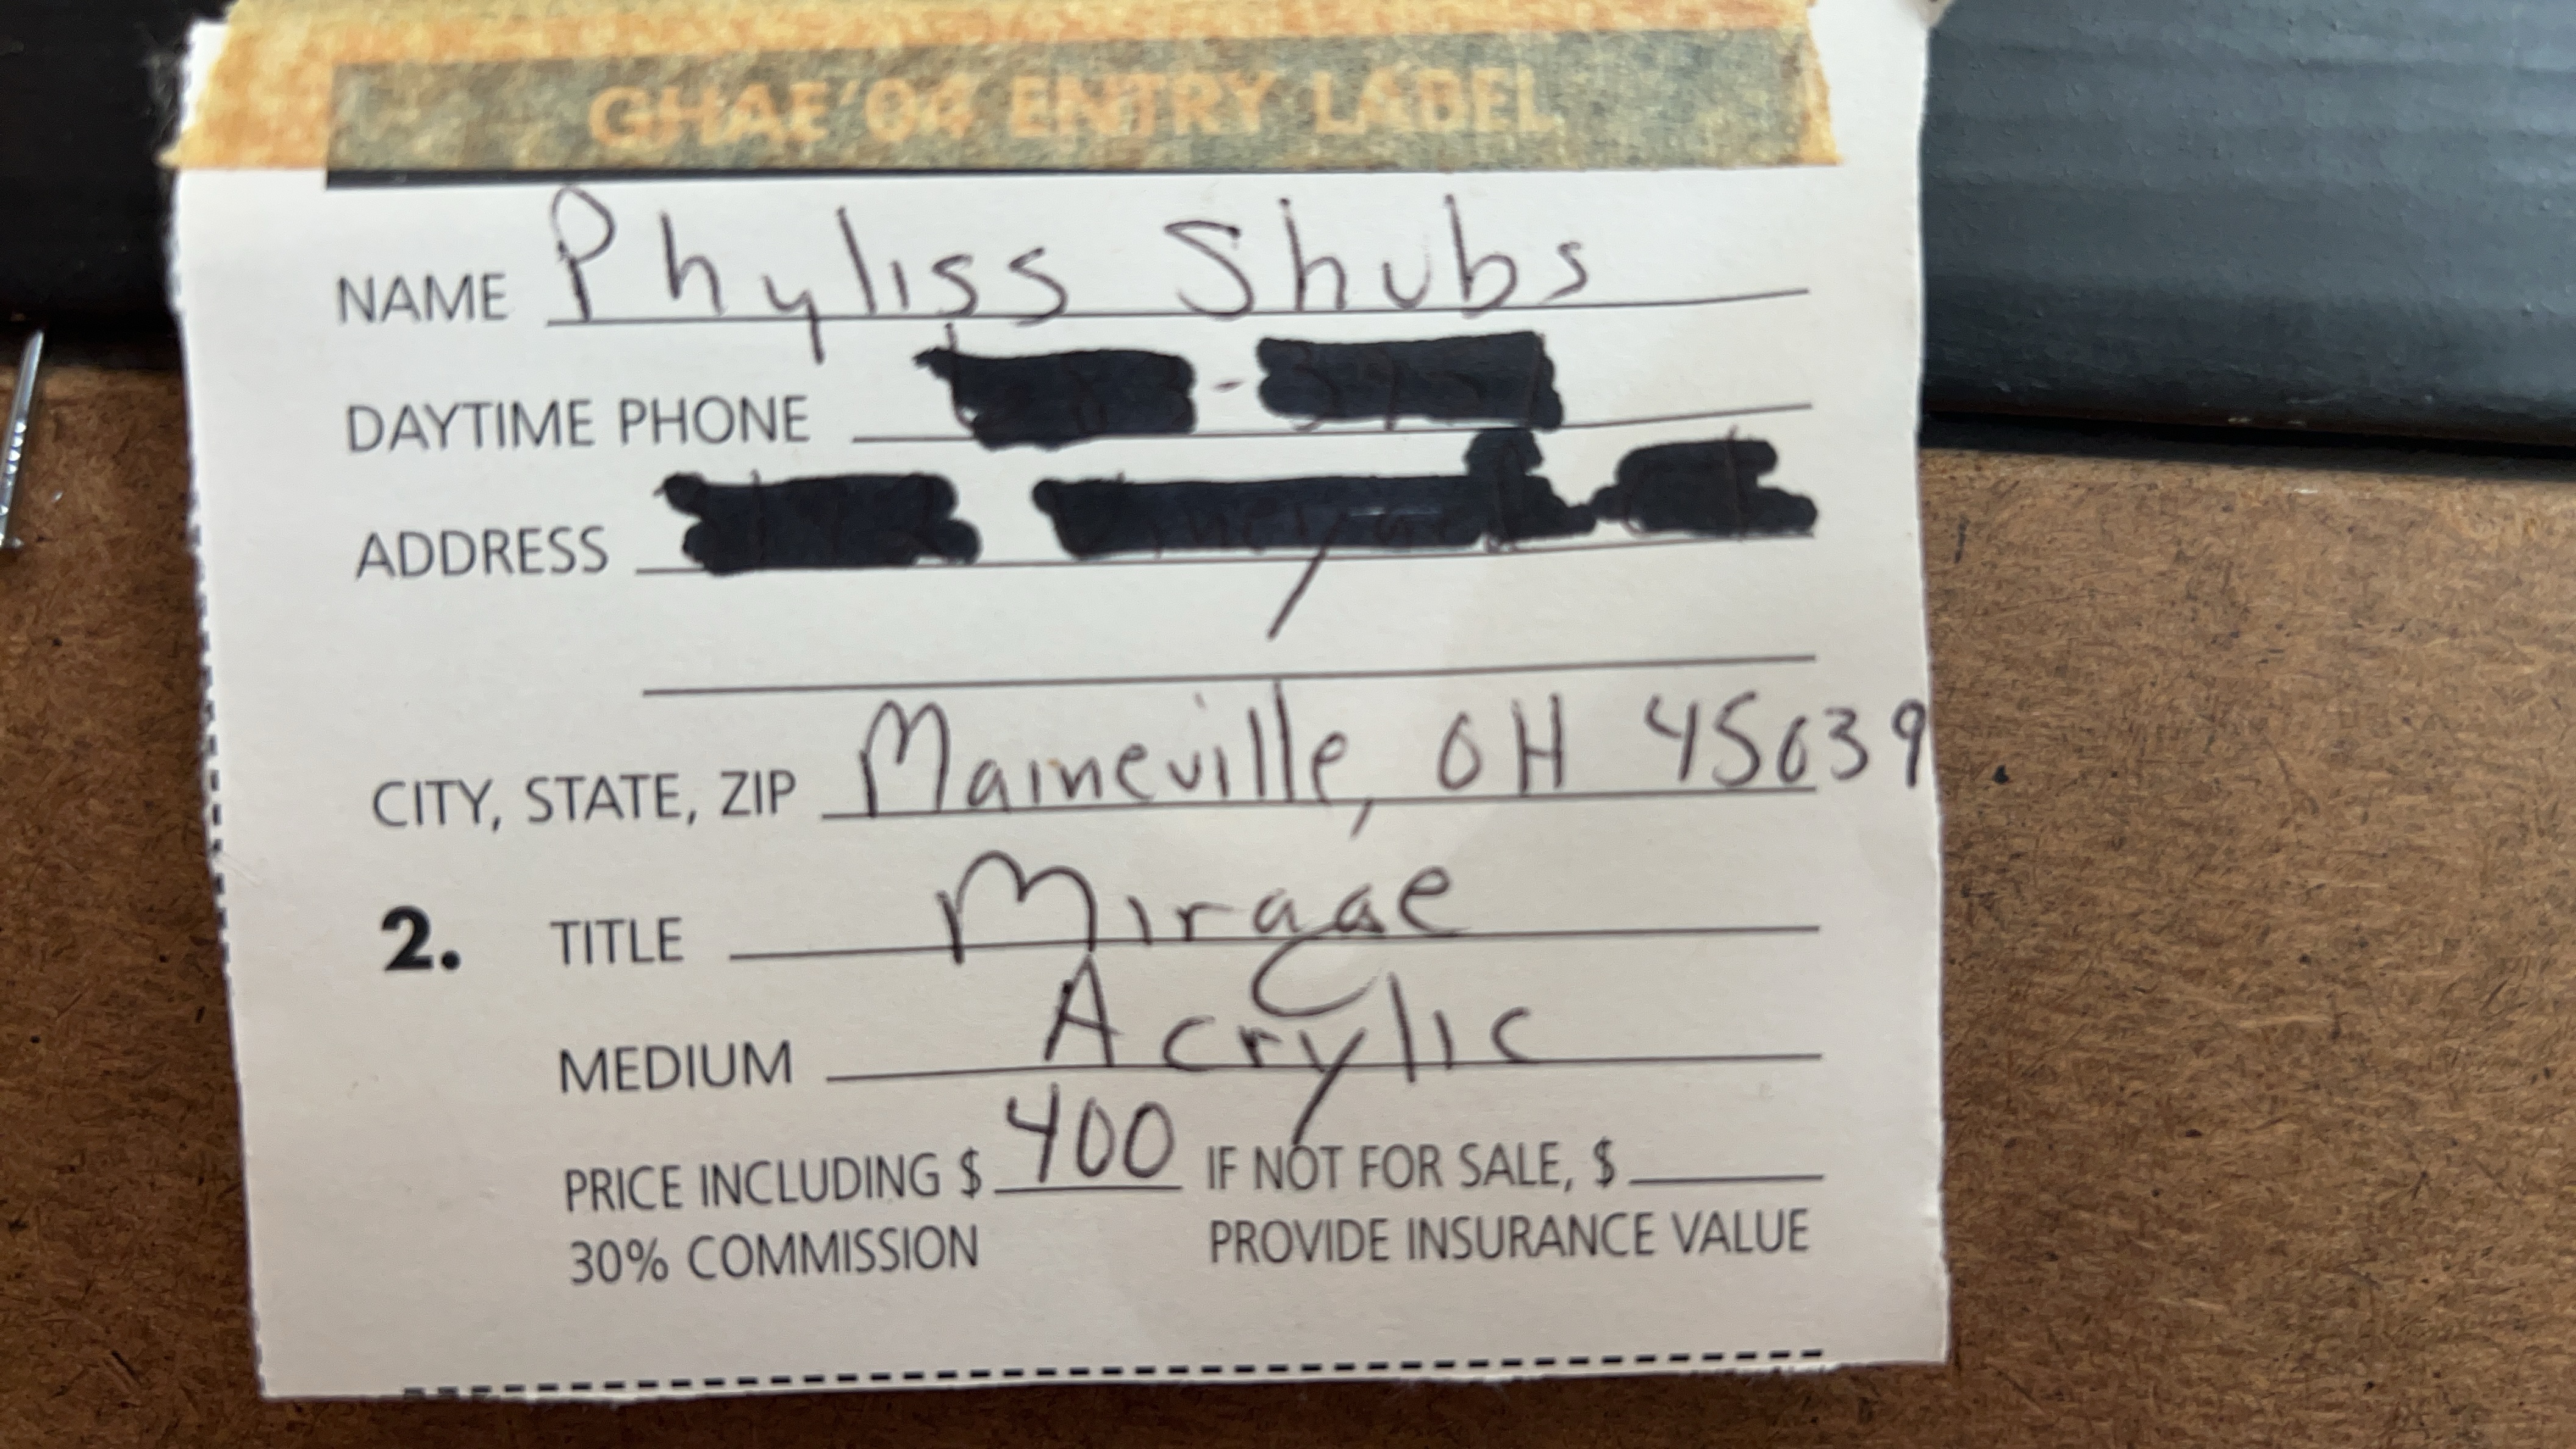 GHAE'04 ENTRY LABEL
NAME Phyliss Shubs
DAYTIME PHONE -
ADDRESS
CITY, STATE, ZIP Maineville, OH 45039
2. TITLE Mirage
MEDIUM Acrylic
PRICE INCLUDING $ 400 IF NOT FOR SALE, $
30% COMMISSION PROVIDE INSURANCE VALUE